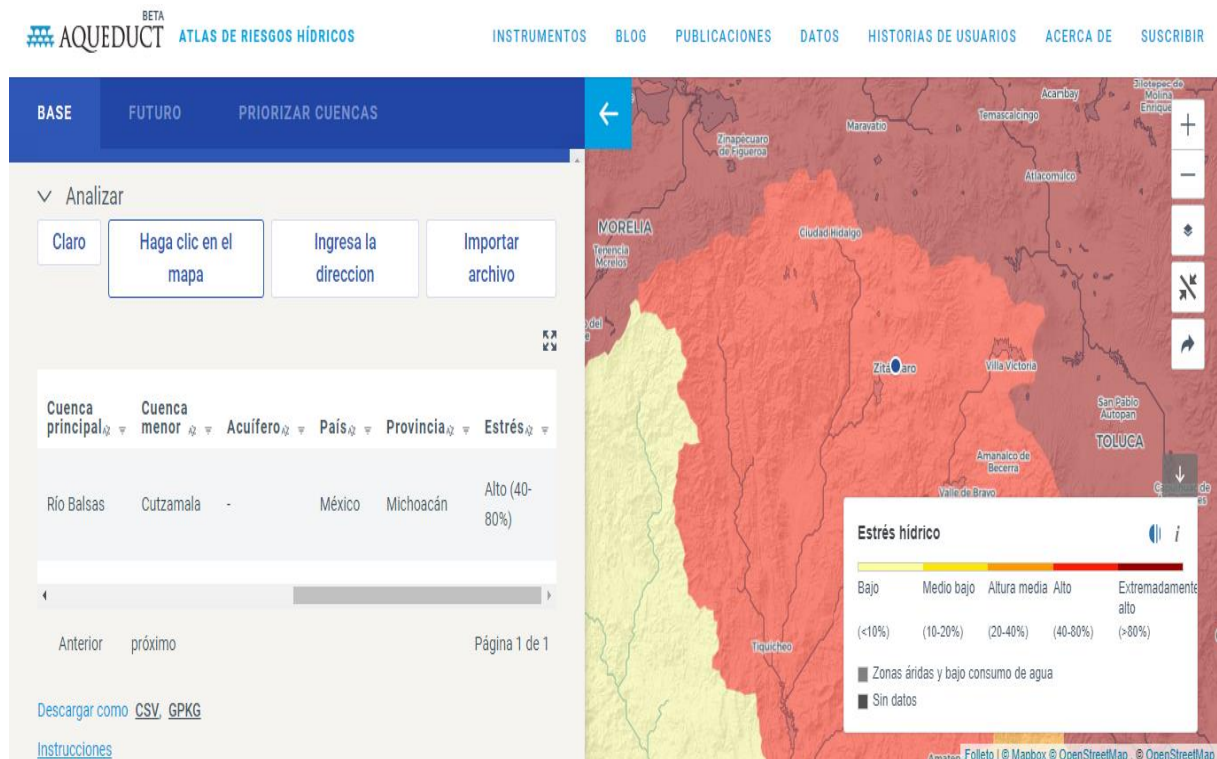 BETA
AQUEDUCT ATLAS DE RIESGOS HÍDRICOS INSTRUMENTOS BLOG PUBLICACIONES DATOS HISTORIAS DE USUARIOS ACERCA DE SUSCRIBIR
BASE FUTURO PRIORIZAR CUENCAS
Analizar
Claro
Haga clic en el
mapa
Ingresa la
direccion
Importar
archivo
Cuenca
principal
Cuenca
menor
Acuífero
País
Provincia
Estrés
Río Balsas Cutzamala - México Michoacán Alto (40-
80%)
Anterior próximo Página 1 de 1
Descargar como CSV, GPKG
Instrucciones
Jilotepec de
Molina
Enríque
Acambay
Temascalcingo
Maravatío
Zinapécuaro
de Figueroa
Atlacomulco
MORELIA
Tenencia
Morelos
Ciudad Hidalgo
Zitá aro
Villa Victoria
San Pablo
Autopan
TOLUCA
Amanalco de
Becerra
Valle de Bravo
Tiquicheo
Estrés hídrico i
Bajo
(<10%)
Medio bajo
(10-20%)
Altura media
(20-40%)
Alto
(40-80%)
Extremadamente
alto
(>80%)
Zonas áridas y bajo consumo de agua
Sin datos
Folleto | © Mapbox © OpenStreetMap , © OpenStreetMap